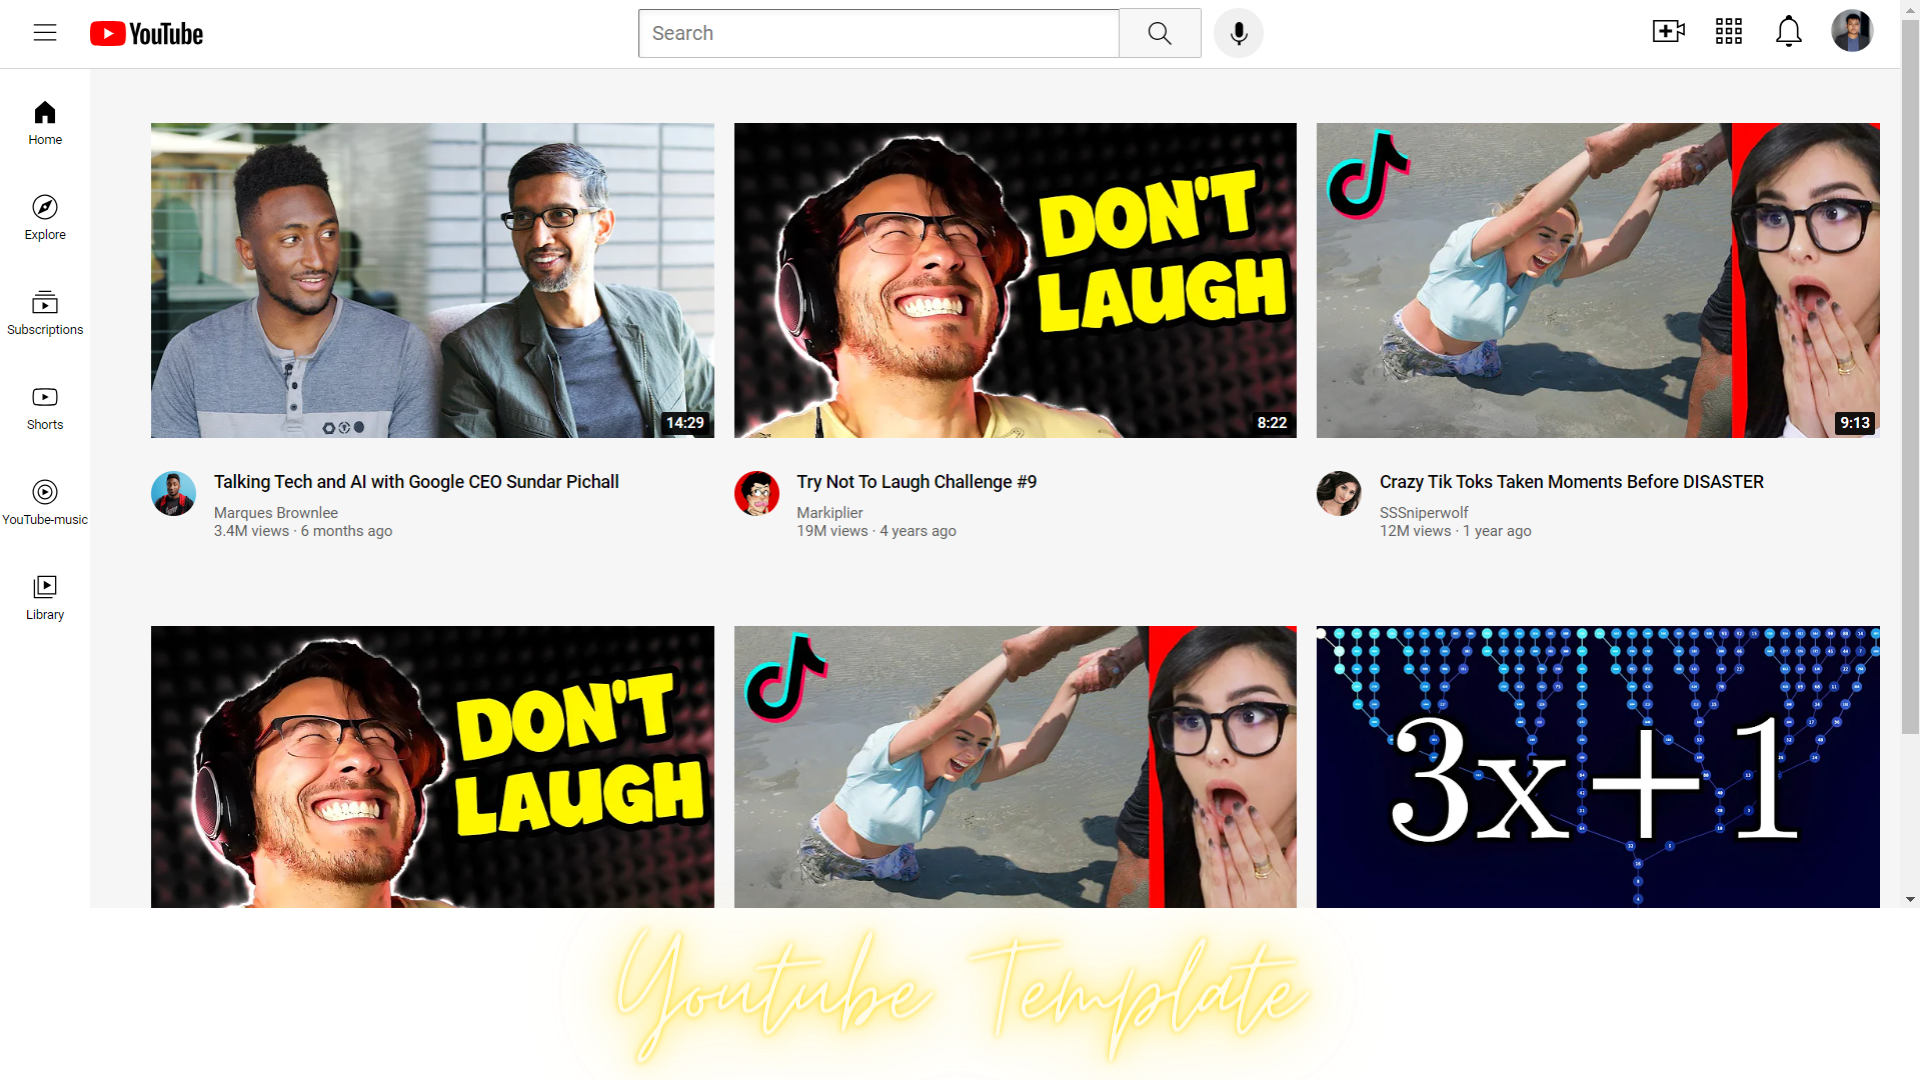 YouTube
Search
Home
Explore
Subscriptions
Shorts
YouTube-music
Library
DON'T
LAUGH
14:29
8:22
9:13
Talking Tech and AI with Google CEO Sundar Pichall
Marques Brownlee
3.4M views · 6 months ago
Try Not To Laugh Challenge #9
Markiplier
19M views · 4 years ago
Crazy Tik Toks Taken Moments Before DISASTER
SSSniperwolf
12M views · 1 year ago
DON'T
LAUGH
3x+1
Youtube Template